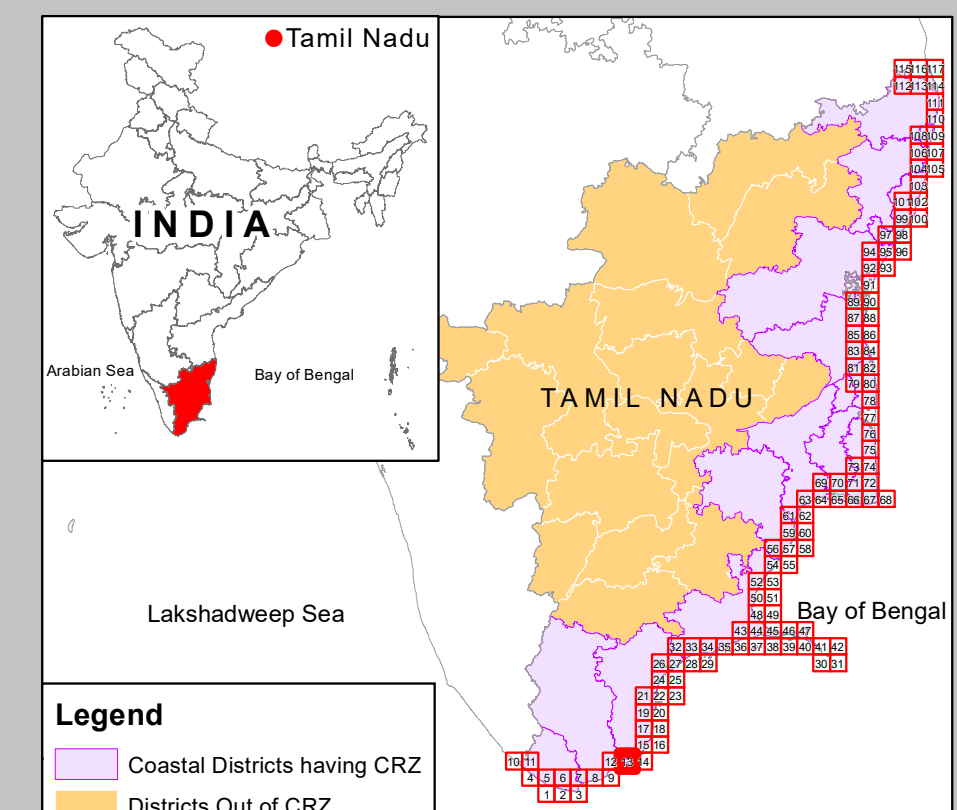 Tamil Nadu
INDIA
Arabian Sea
Bay of Bengal
TAMIL NADU
115 116 117
112 113 114
111
110
108 109
106 107
104 105
103
101 102
99 100
97 98
94 95 96
92 93
91
89 90
87 88
85 86
83 84
81 82
79 80
78
77
76
75
73 74
69 70 71 72
63 64 65 66 67 68
61 62
59 60
56 57 58
54 55
52 53
50 51
48 49
Lakshadweep Sea
Bay of Bengal
43 44 45 46 47
32 33 34 35 36 37 38 39 40 41 42
26 27 28 29 30 31
24 25
21 22 23
19 20
17 18
15 16
10 11 12 13 14
4 5 6 7 8 9
1 2 3
Legend
Coastal Districts having CRZ
Districts Out of CRZ